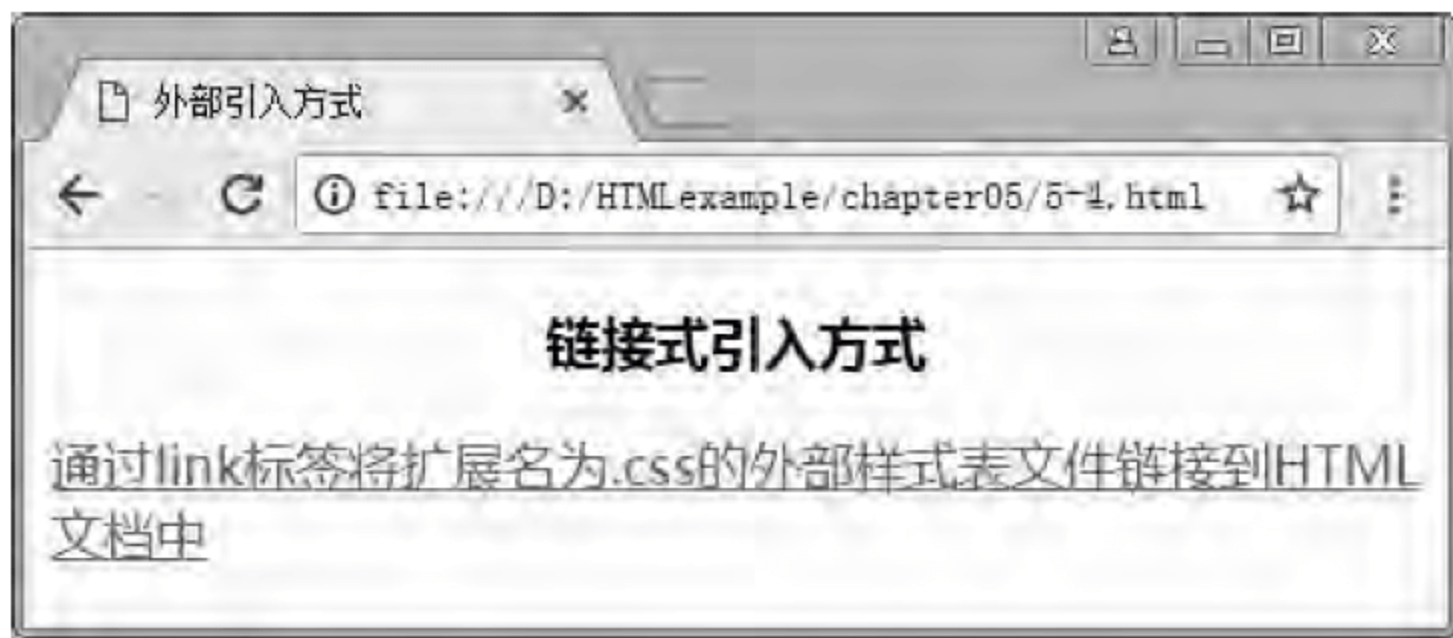 外部引入方式
file:///D:/HTMLexample/chapter05/5-4.html
链接式引入方式
通过link标签将扩展名为.css的外部样式表文件链接到HTML
文档中